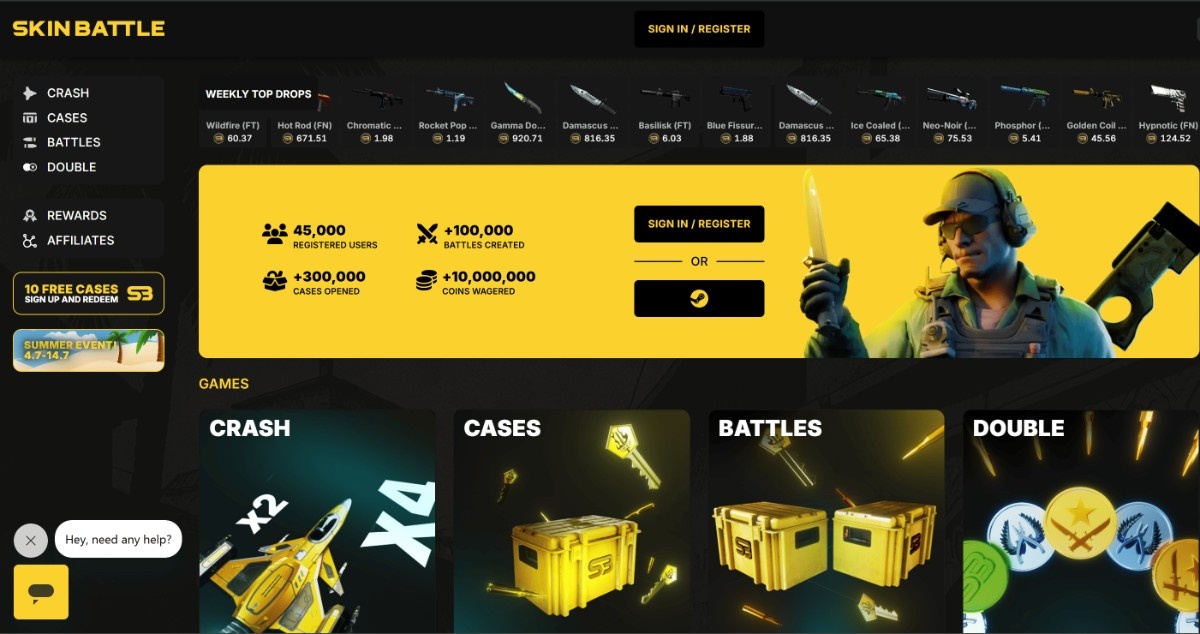 SKIN BATTLE
SIGN IN / REGISTER
CRASH
CASES
BATTLES
DOUBLE
REWARDS
AFFILIATES
10 FREE CASES
SIGN UP AND REDEEM
SB
SUMMER EVENT!
4.7-14.7
WEEKLY TOP DROPS
Wildfire (FT)
60.37
Hot Rod (FN)
671.51
Chromatic ...
1.98
Rocket Pop ...
1.19
Gamma Do...
920.71
Damascus ...
816.35
Basilisk (FT)
6.03
Blue Fissur...
1.88
Damascus ...
816.35
Ice Coaled (...
65.38
Neo-Noir (...
75.53
Phosphor (...
5.41
Golden Coil ...
45.56
Hypnotic (FN)
124.52
45,000
REGISTERED USERS
+100,000
BATTLES CREATED
+300,000
CASES OPENED
+10,000,000
COINS WAGERED
SIGN IN / REGISTER
OR
GAMES
CRASH
X2
X4
CASES
SB
BATTLES
SB
SB
DOUBLE
SB
Hey, need any help?